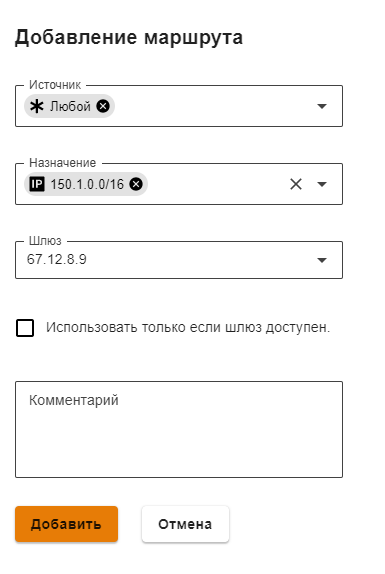 Добавление маршрута
Источник
Любой
Назначение
IP 150.1.0.0/16
Шлюз
67.12.8.9
Использовать только если шлюз доступен.
Комментарий
Добавить Отмена